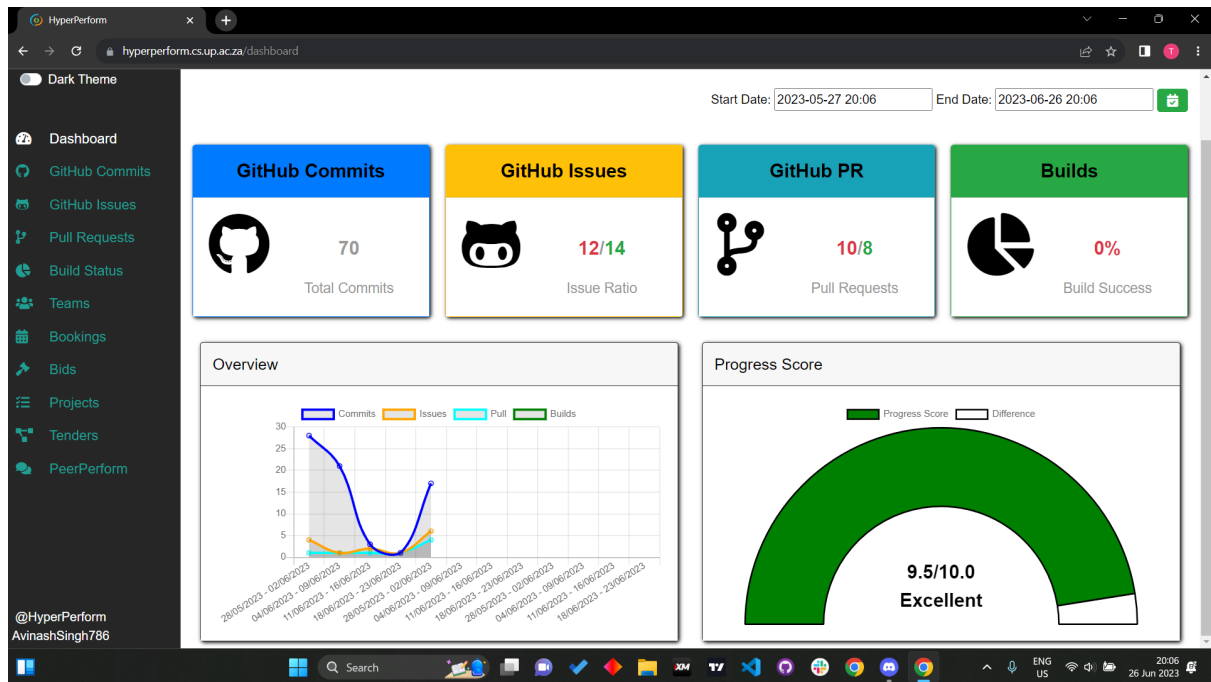 HyperPerform
hyperperform.cs.up.ac.za/dashboard
T
Dark Theme
Start Date: 2023-05-27 20:06 End Date: 2023-06-26 20:06
Dashboard
GitHub Commits
GitHub Issues
Pull Requests
Build Status
Teams
Bookings
Bids
Projects
Tenders
PeerPerform
@HyperPerform
AvinashSingh786
GitHub Commits
70
Total Commits
GitHub Issues
12/14
Issue Ratio
GitHub PR
10/8
Pull Requests
Builds
0%
Build Success
Overview
Commits Issues Pull Builds
30
25
20
15
10
5
0
28/05/2023 - 02/06/2023
04/06/2023 - 09/06/2023
11/06/2023 - 16/06/2023
18/06/2023 - 23/06/2023
28/05/2023 - 02/06/2023
04/06/2023 - 09/06/2023
11/06/2023 - 16/06/2023
18/06/2023 - 23/06/2023
28/05/2023 - 02/06/2023
04/06/2023 - 09/06/2023
11/06/2023 - 16/06/2023
18/06/2023 - 23/06/2023
Progress Score
Progress Score Difference
9.5/10.0
Excellent
Search
XM
ENG
US
20:06
26 Jun 2023